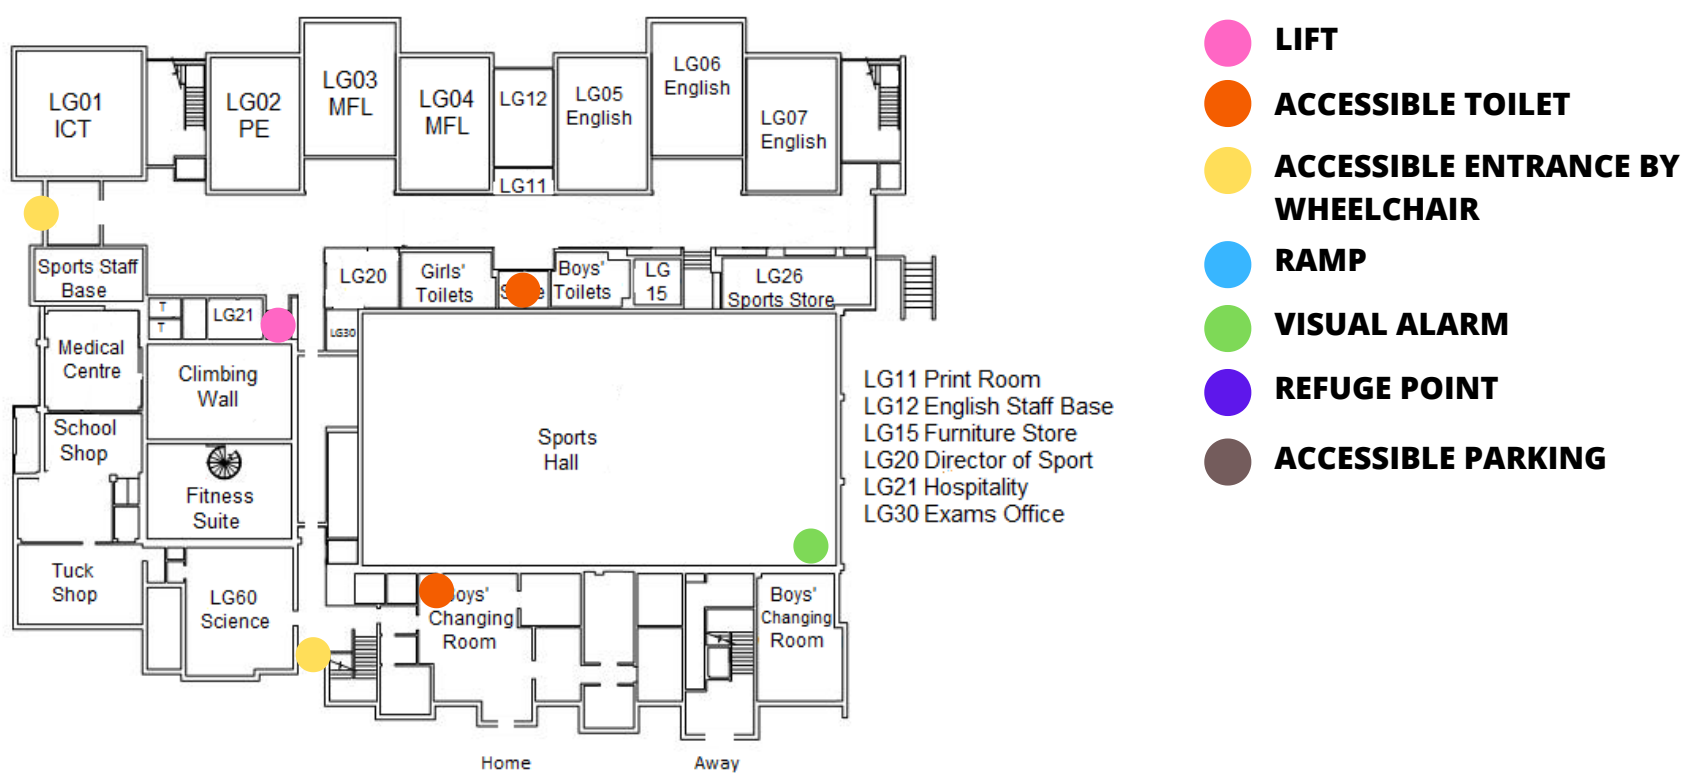 LG01
ICT
LG02
PE
LG03
MFL
LG04
MFL
LG12
LG11
LG05
English
LG06
English
LG07
English
Sports Staff
Base
LG20
Girls'
Toilets
Boys'
Toilets
LG
15
LG26
Sports Store
T
T
LG21
LG30
Medical
Centre
Climbing
Wall
School
Shop
Fitness
Suite
Sports
Hall
Tuck
Shop
LG60
Science
Boys'
Changing
Room
Boys'
Changing
Room
Home
Away
LG11 Print Room
LG12 English Staff Base
LG15 Furniture Store
LG20 Director of Sport
LG21 Hospitality
LG30 Exams Office
LIFT
ACCESSIBLE TOILET
ACCESSIBLE ENTRANCE BY
WHEELCHAIR
RAMP
VISUAL ALARM
REFUGE POINT
ACCESSIBLE PARKING